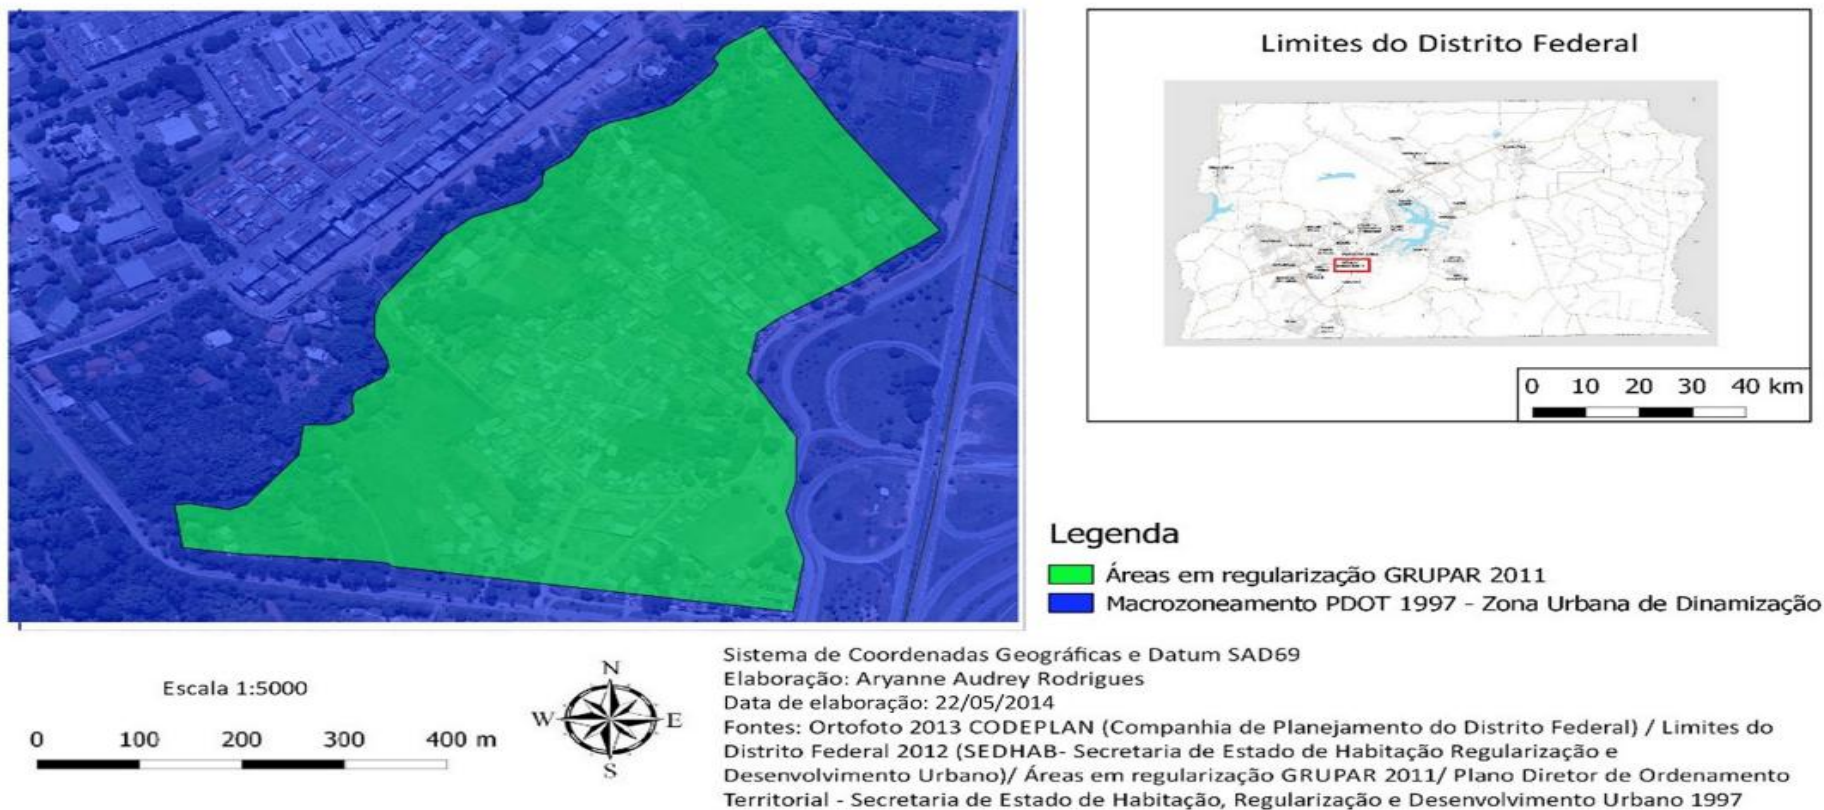 Limites do Distrito Federal
0 10 20 30 40 km
Legenda
Áreas em regularização GRUPAR 2011
Macrozoneamento PDOT 1997 - Zona Urbana de Dinamização
Escala 1:5000
0 100 200 300 400 m
N
W E
S
Sistema de Coordenadas Geográficas e Datum SAD69
Elaboração: Aryanne Audrey Rodrigues
Data de elaboração: 22/05/2014
Fontes: Ortofoto 2013 CODEPLAN (Companhia de Planejamento do Distrito Federal) / Limites do
Distrito Federal 2012 (SEDHAB- Secretaria de Estado de Habitação Regularização e
Desenvolvimento Urbano)/ Áreas em regularização GRUPAR 2011/ Plano Diretor de Ordenamento
Territorial - Secretaria de Estado de Habitação, Regularização e Desenvolvimento Urbano 1997